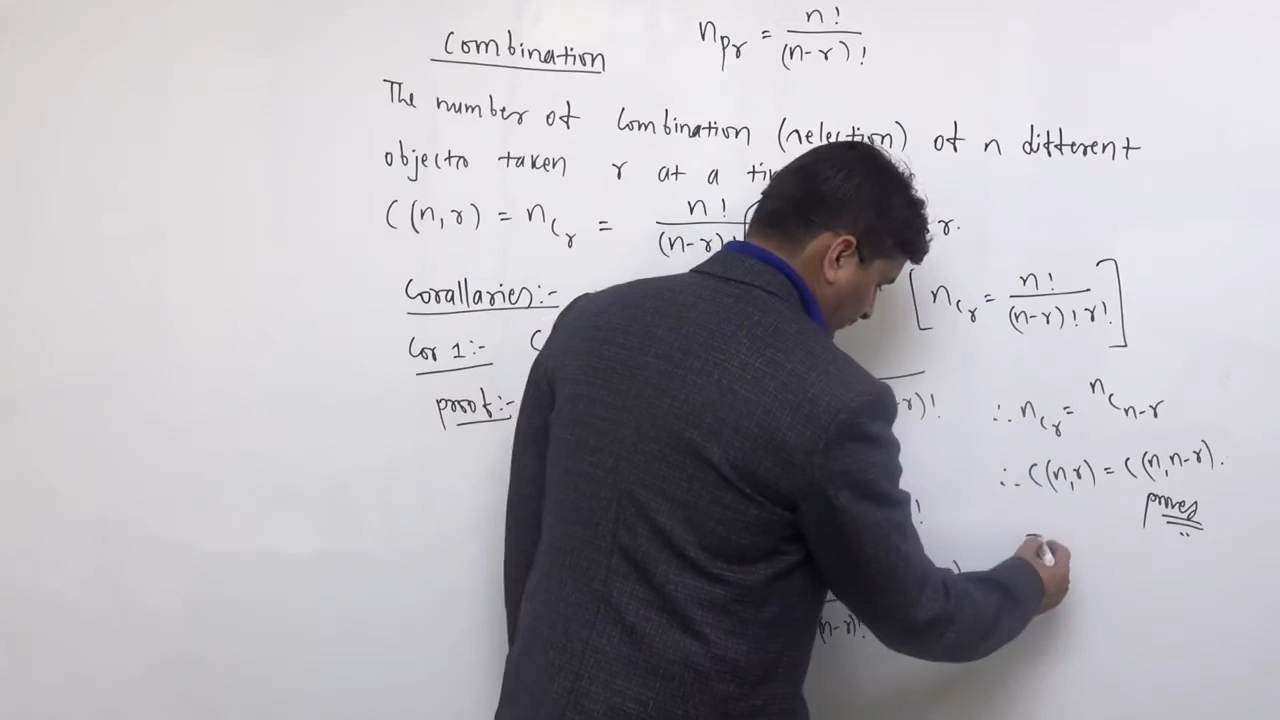 Combination
nPr = n! / (n-r)!
The number of combination (selection) of n different
objects taken r at a
C(n,r) = nCr = n! / (n-r)!
r.
Corallaries:-
[nCr = n! / (n-r)! r!]
Cor 1:- C
proof:-
-r)!
∴ nCr = nCn-r
∴ C(n,r) = C(n,n-r).
proved
!
(n-r)!